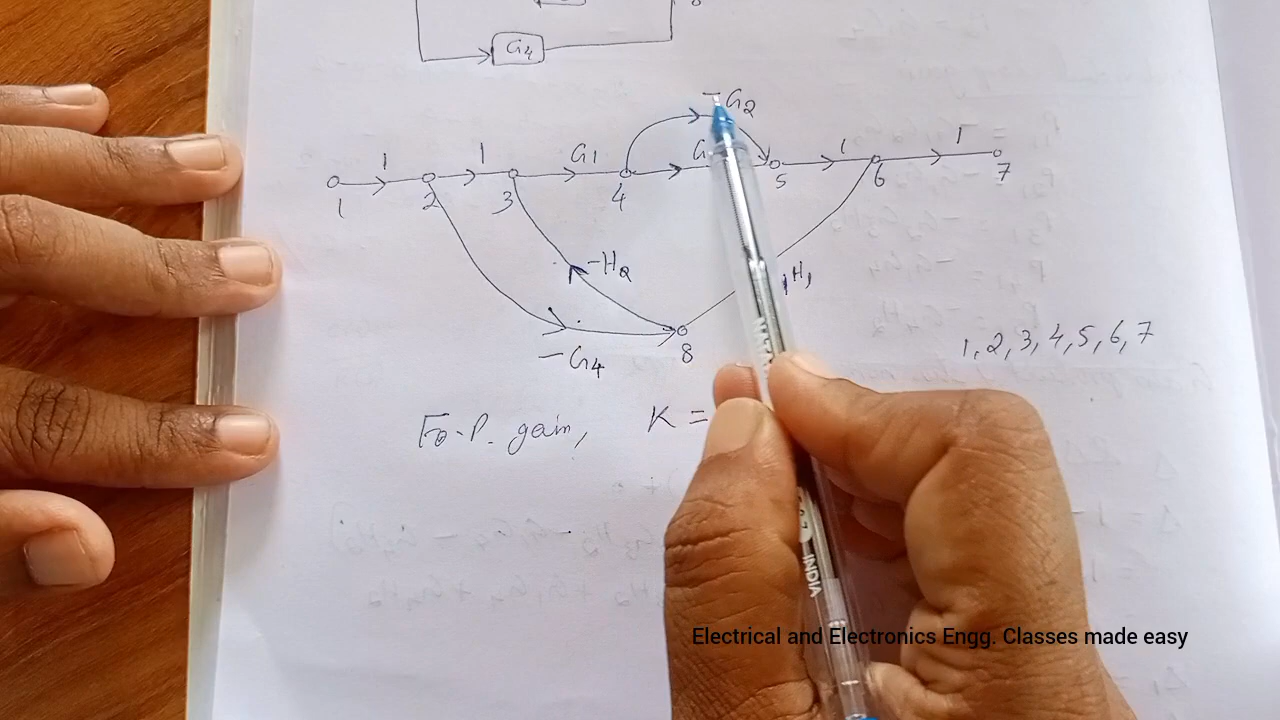 G4
-G2
1 1 G1 G 1 1
1 2 3 4 5 6 7
-H2
H1
-G4
8
1, 2, 3, 4, 5, 6, 7
Fo.P. gain, K =
INDIA
Electrical and Electronics Engg. Classes made easy